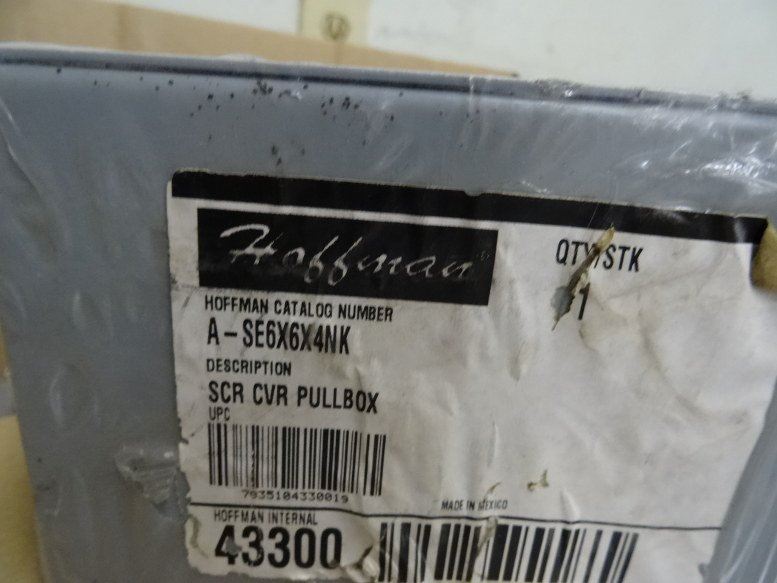 Hoffman
QTY/STK
1
HOFFMAN CATALOG NUMBER
A-SE6X6X4NK
DESCRIPTION
SCR CVR PULLBOX
UPC
7935104330019
MADE IN MEXICO
HOFFMAN INTERNAL
43300